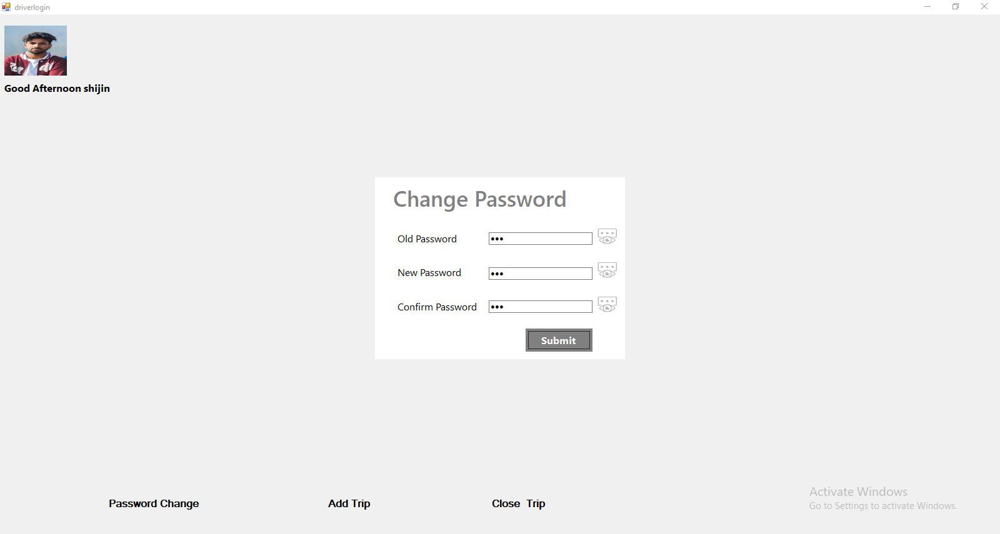 driverlogin
Good Afternoon shijin
Change Password
Old Password •••
New Password •••
Confirm Password •••
Submit
Password Change Add Trip Close Trip
Activate Windows
Go to Settings to activate Windows.